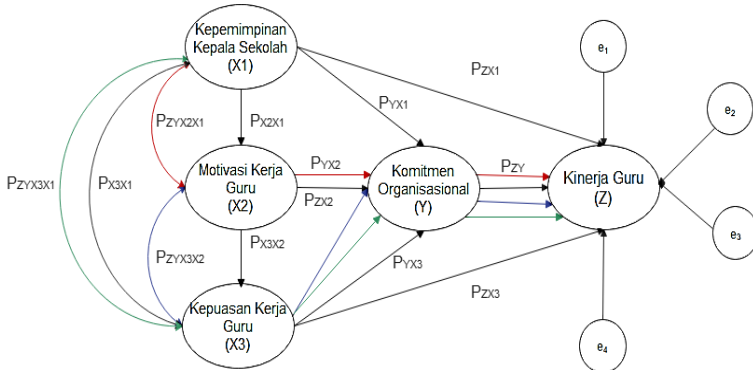 Kepemimpinan
Kepala Sekolah
(X1)
e1
PZX1
PYX1
e2
PZYX2X1
PX2X1
PZYX3X1
PX3X1
Motivasi Kerja
Guru
(X2)
PYX2
PZX2
Komitmen
Organisasional
(Y)
PZY
Kinerja Guru
(Z)
e3
PZYX3X2
PX3X2
PYX3
PZX3
Kepuasan Kerja
Guru
(X3)
e4